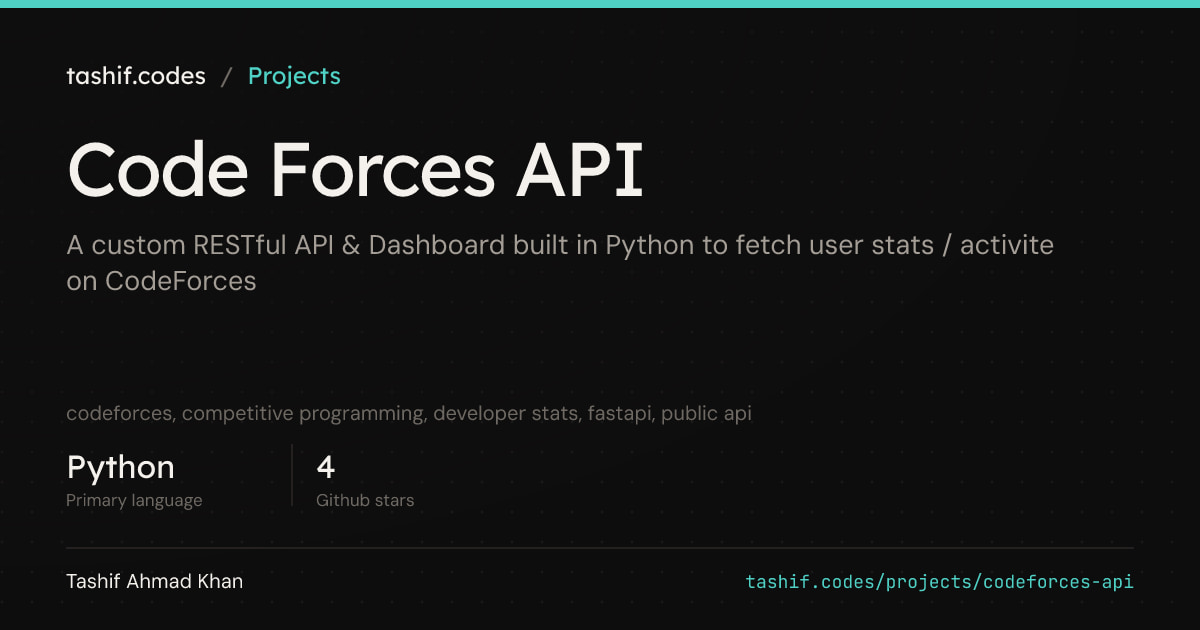 tashif.codes / Projects
Code Forces API
A custom RESTful API & Dashboard built in Python to fetch user stats / activite
on CodeForces
codeforces, competitive programming, developer stats, fastapi, public api
Python
Primary language
4
Github stars
Tashif Ahmad Khan
tashif.codes/projects/codeforces-api